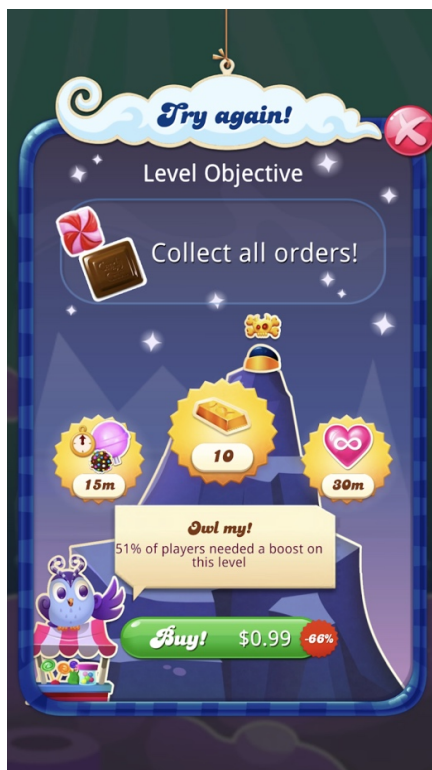 Try again!
Level Objective
Collect all orders!
10
15m
30m
Owl my!
51% of players needed a boost on
this level
Buy! $0.99 -66%